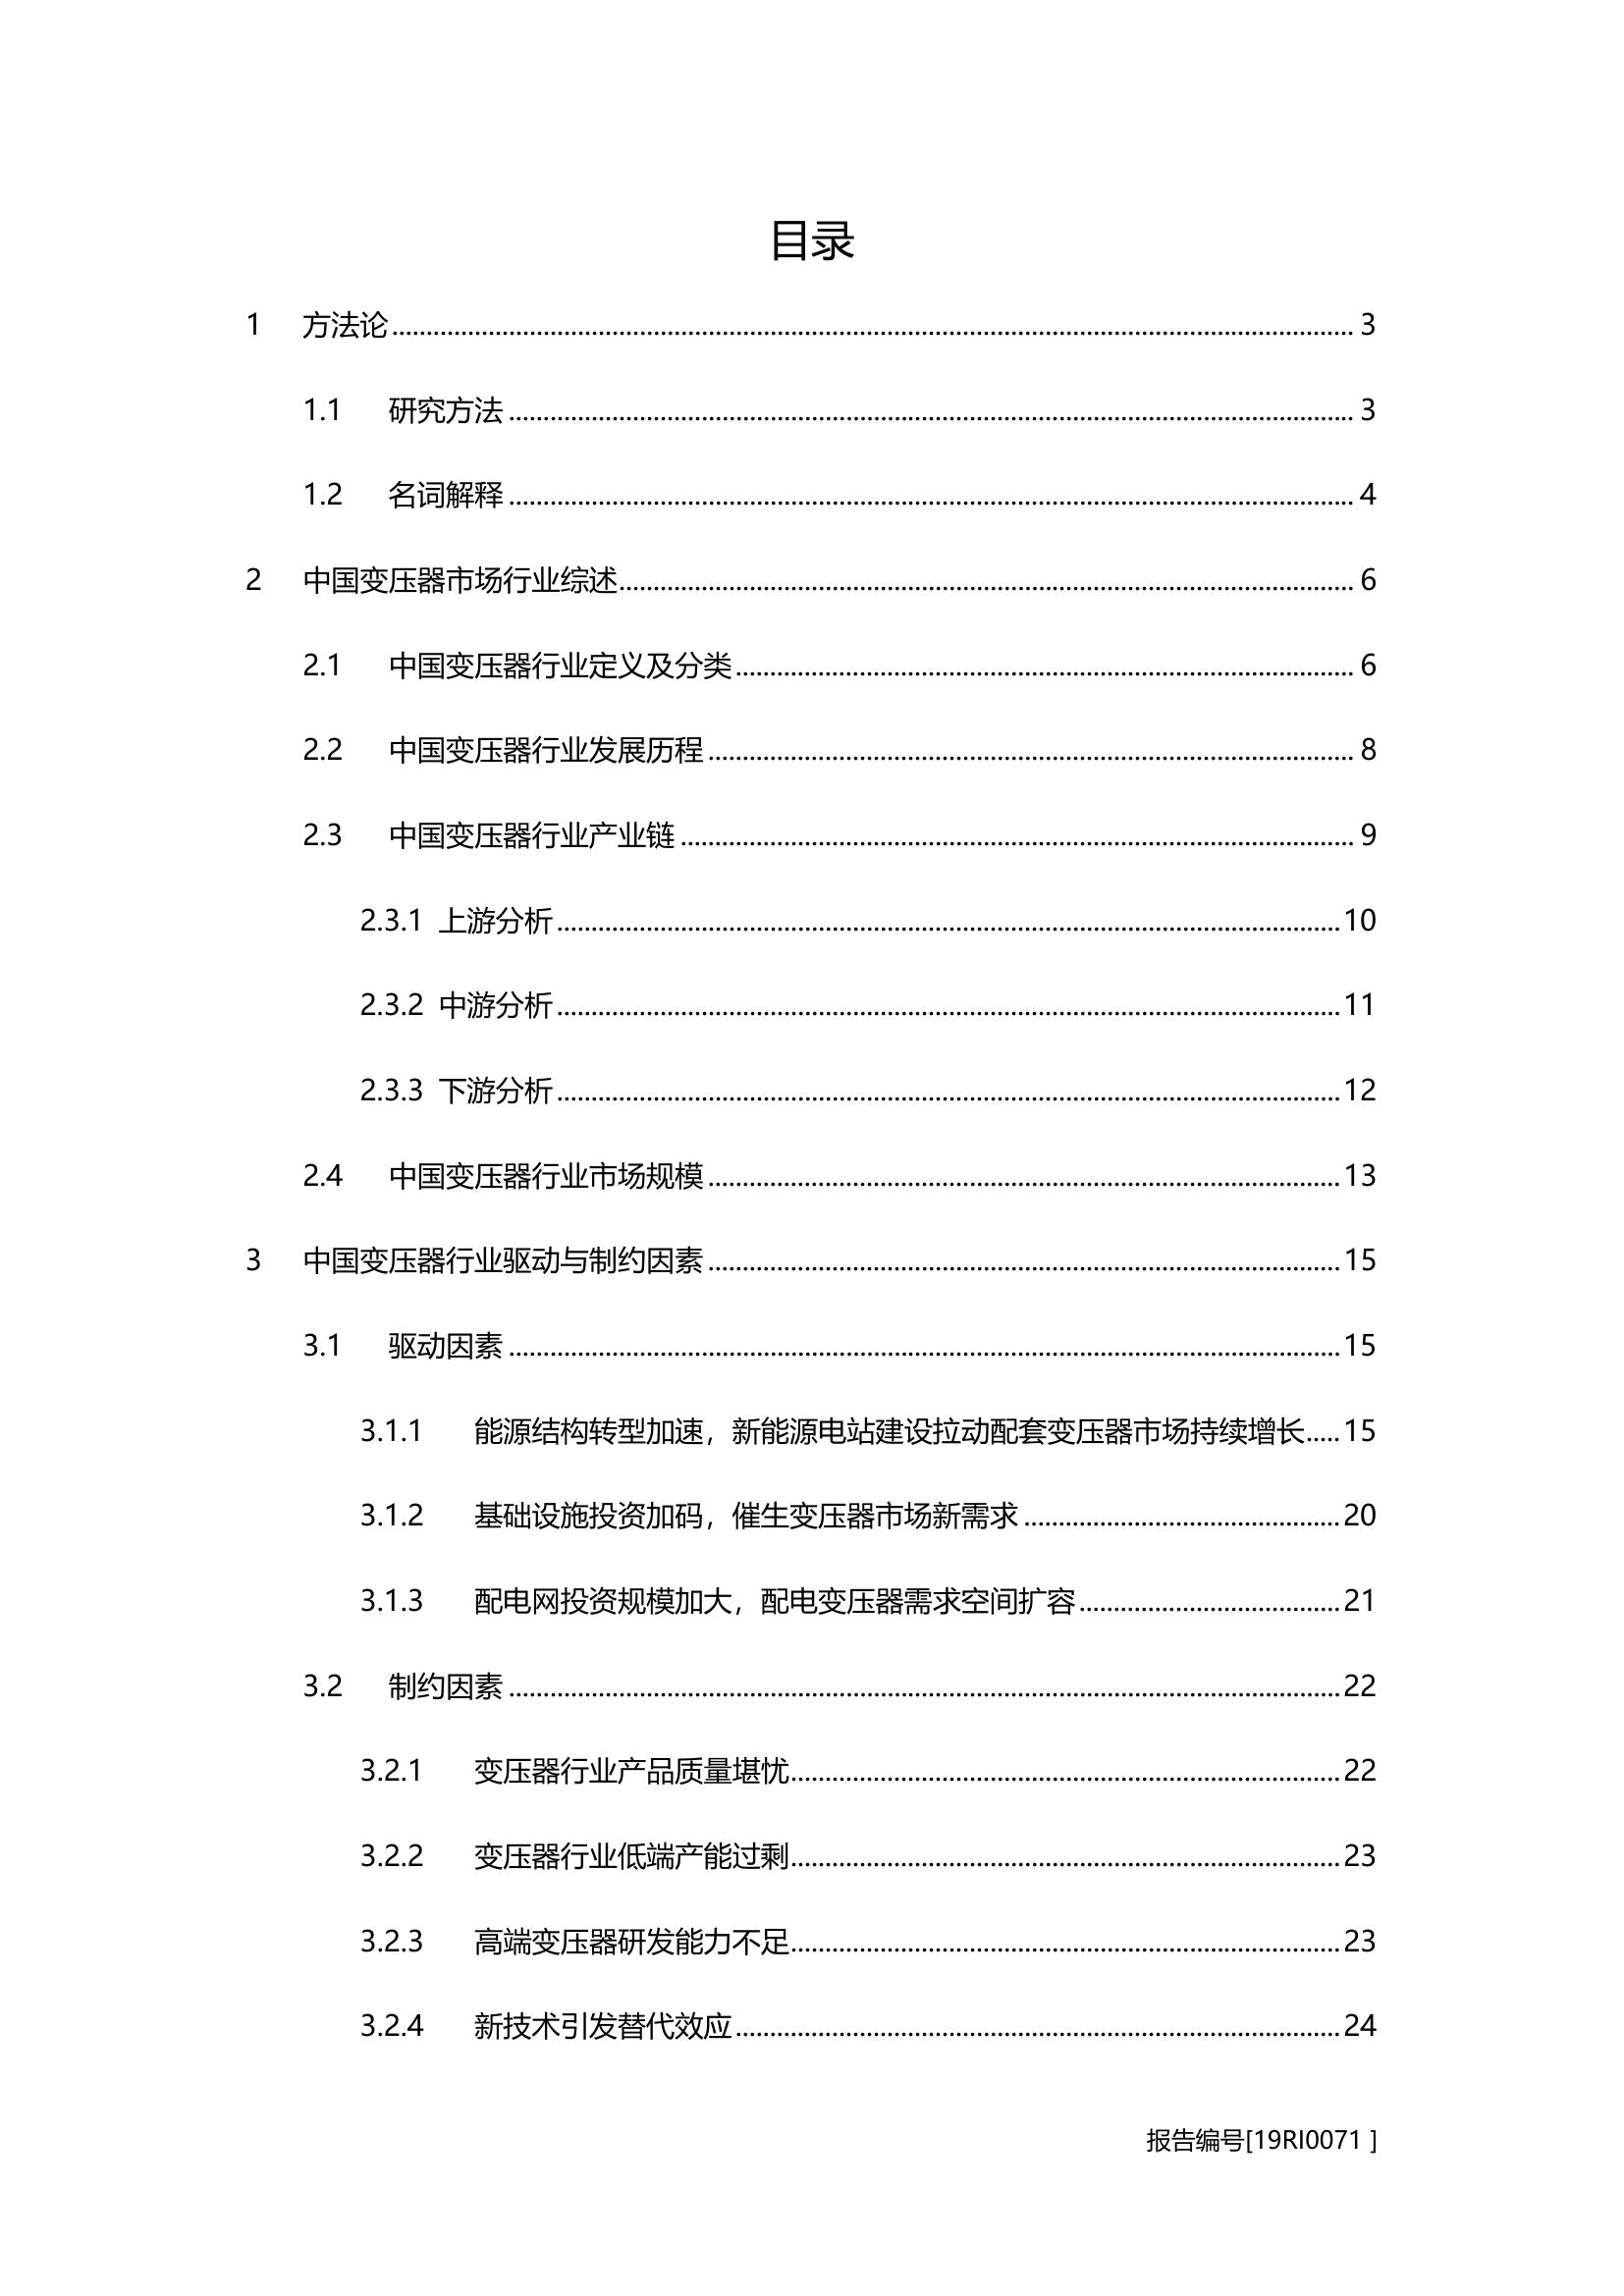 目录
1 方法论 3
1.1 研究方法 3
1.2 名词解释 4
2 中国变压器市场行业综述 6
2.1 中国变压器行业定义及分类 6
2.2 中国变压器行业发展历程 8
2.3 中国变压器行业产业链 9
2.3.1 上游分析 10
2.3.2 中游分析 11
2.3.3 下游分析 12
2.4 中国变压器行业市场规模 13
3 中国变压器行业驱动与制约因素 15
3.1 驱动因素 15
3.1.1 能源结构转型加速，新能源电站建设拉动配套变压器市场持续增长 15
3.1.2 基础设施投资加码，催生变压器市场新需求 20
3.1.3 配电网投资规模加大，配电变压器需求空间扩容 21
3.2 制约因素 22
3.2.1 变压器行业产品质量堪忧 22
3.2.2 变压器行业低端产能过剩 23
3.2.3 高端变压器研发能力不足 23
3.2.4 新技术引发替代效应 24
报告编号[19RI0071 ]